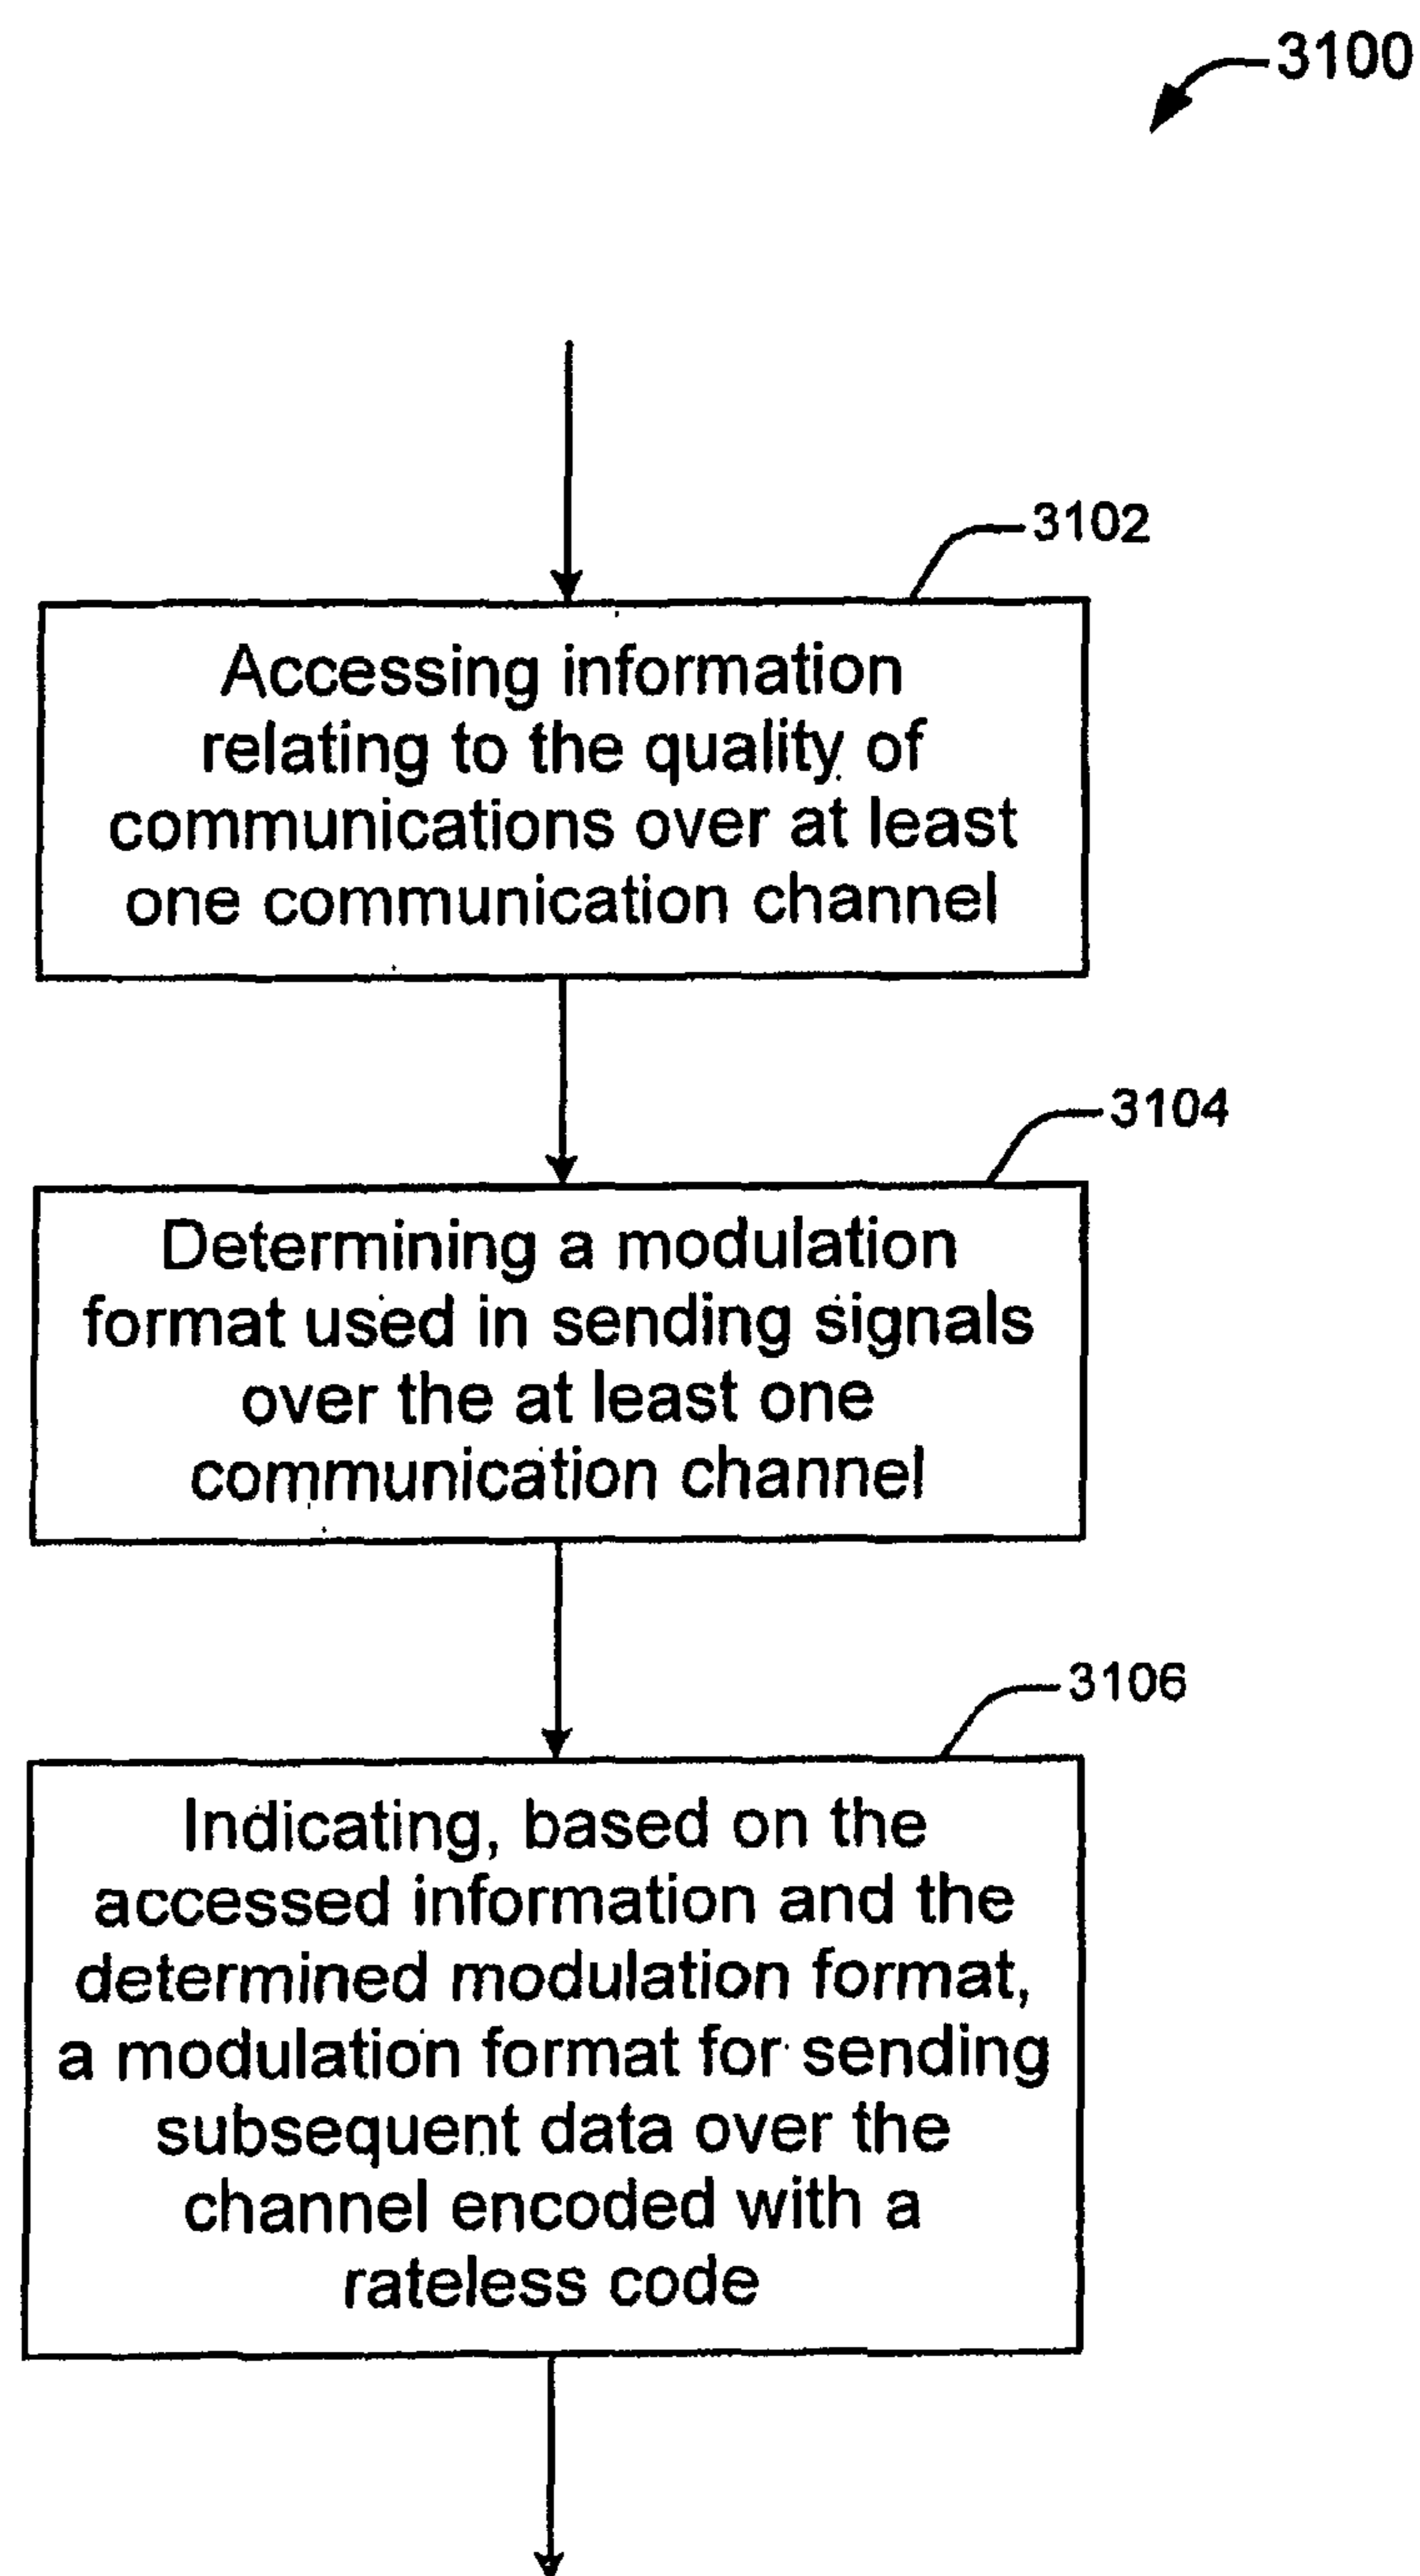 3100
3102
Accessing information
relating to the quality of
communications over at least
one communication channel
3104
Determining a modulation
format used in sending signals
over the at least one
communication channel
3106
Indicating, based on the
accessed information and the
determined modulation format,
a modulation format for sending
subsequent data over the
channel encoded with a
rateless code